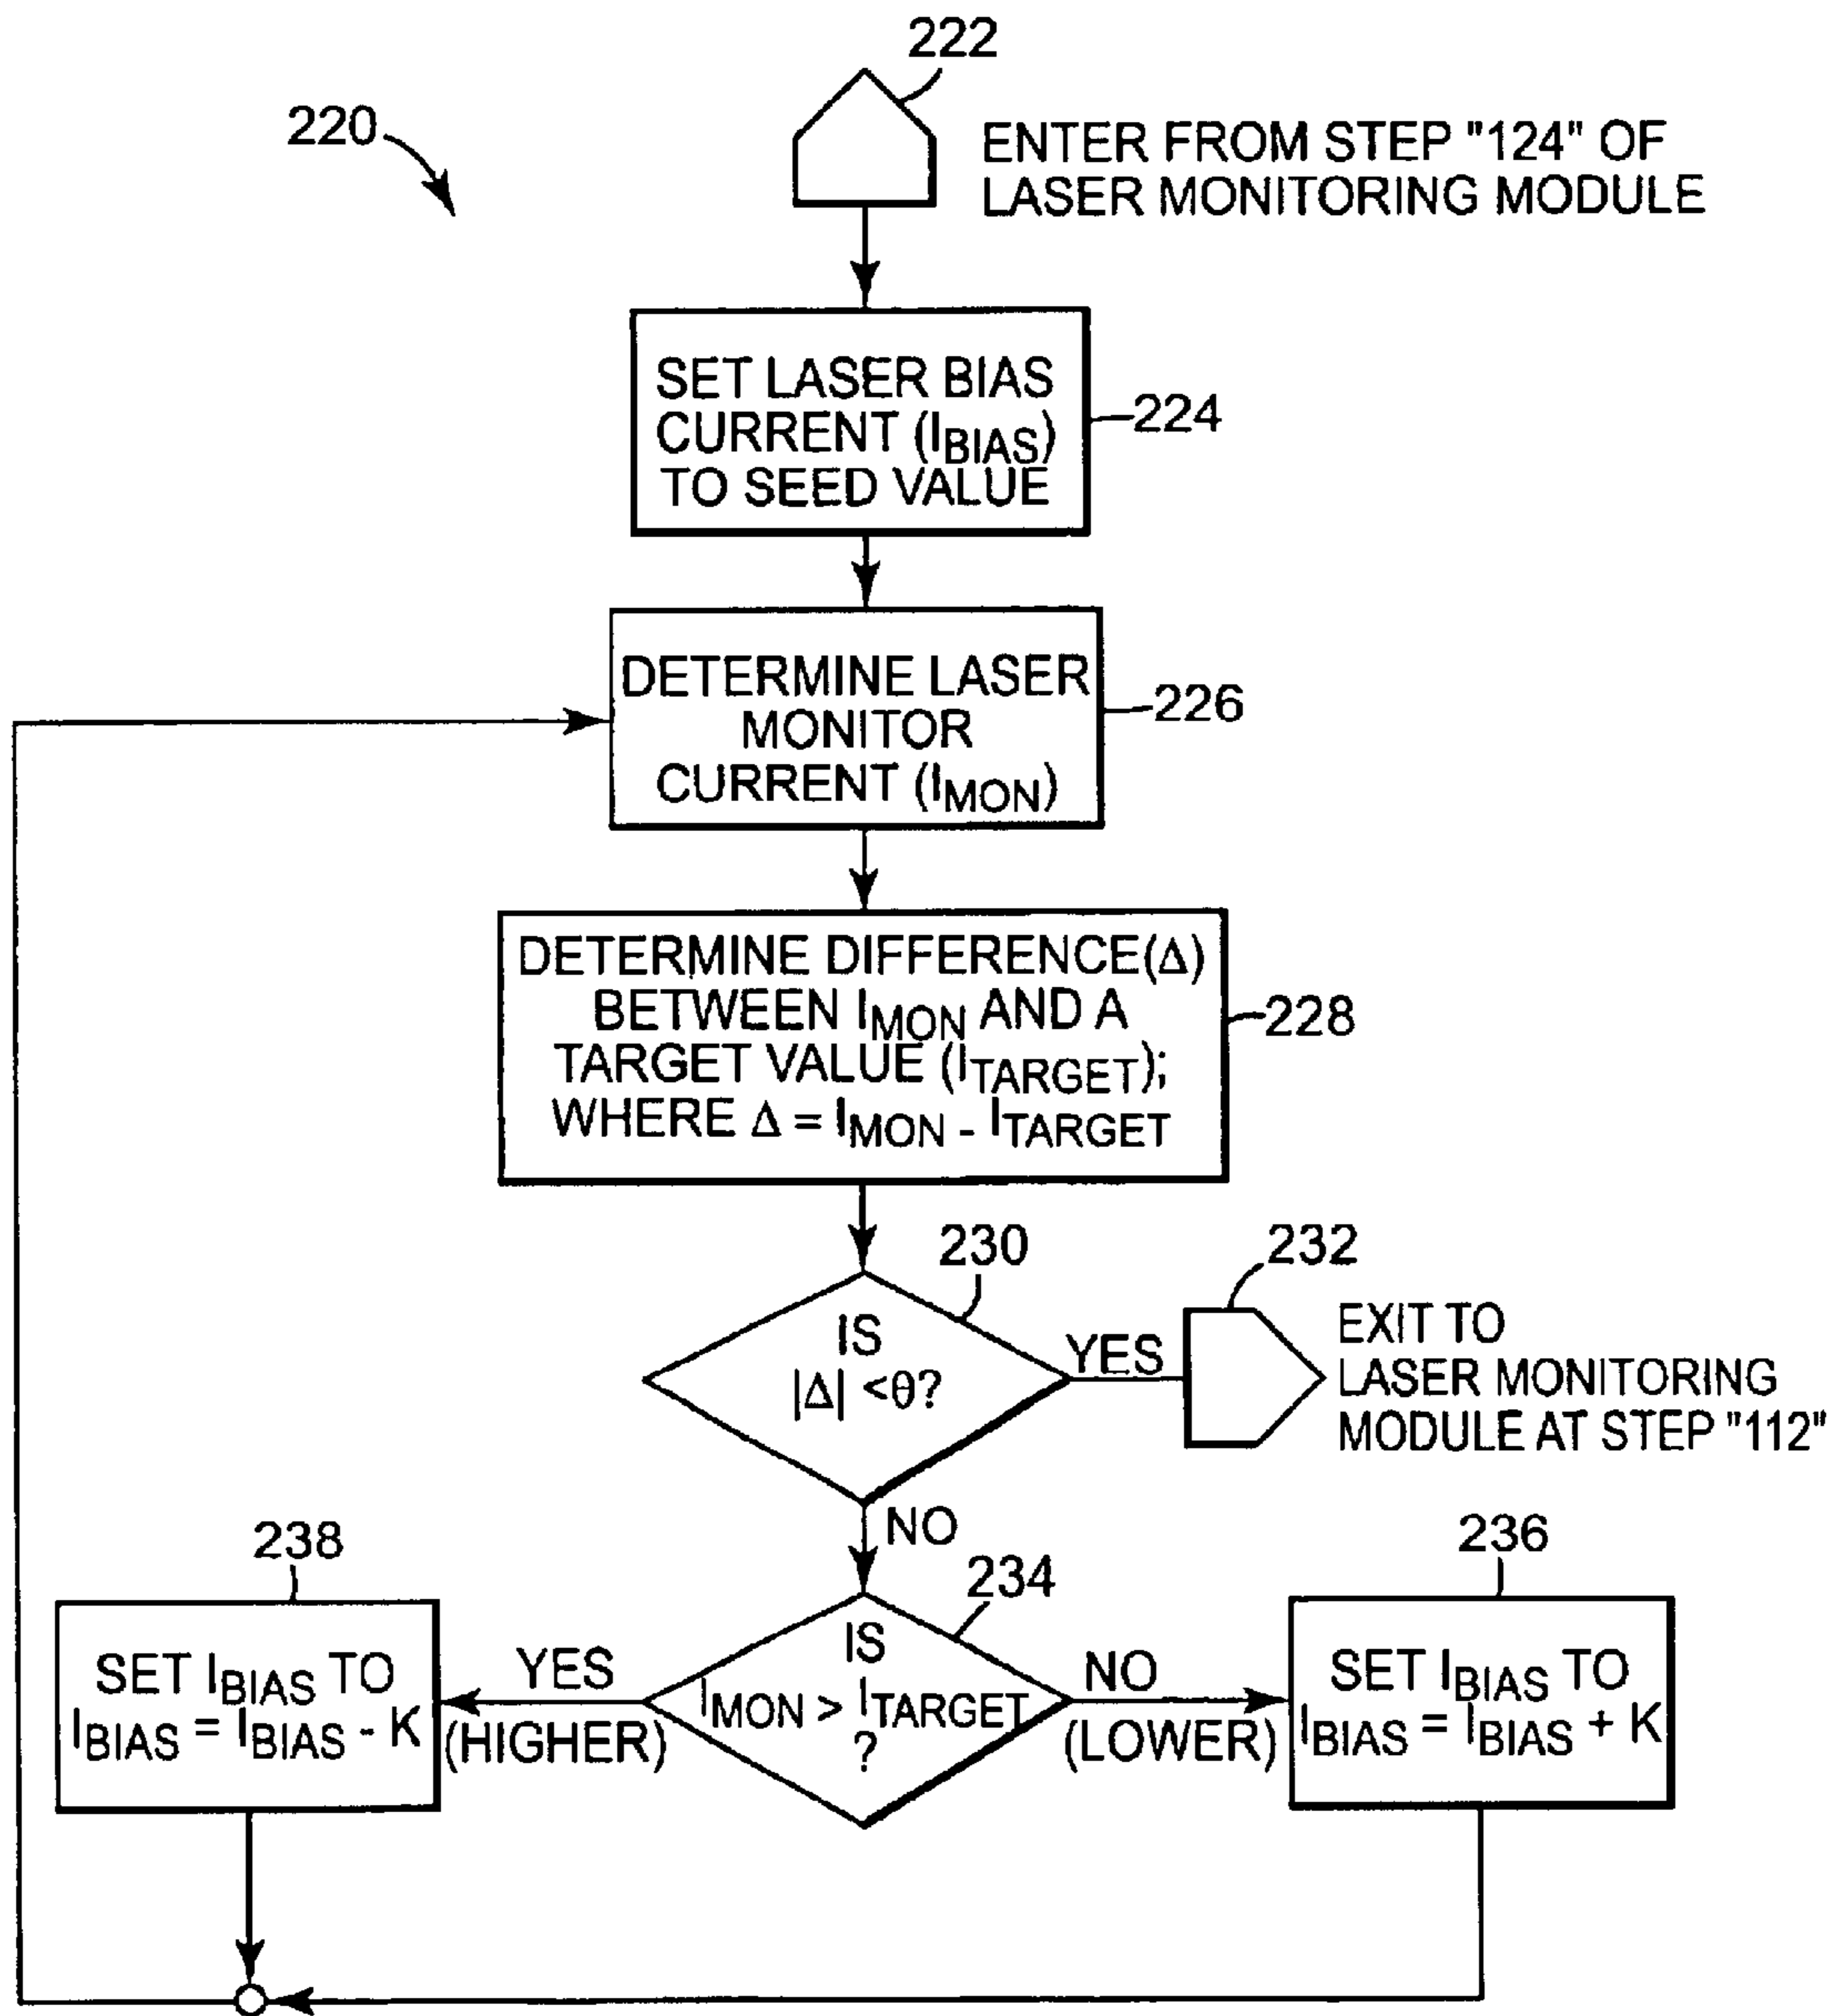 222
220
ENTER FROM STEP "124" OF
LASER MONITORING MODULE
SET LASER BIAS
CURRENT (IBIAS)
TO SEED VALUE
224
DETERMINE LASER
MONITOR
CURRENT (IMON)
226
DETERMINE DIFFERENCE(Δ)
BETWEEN IMON AND A
TARGET VALUE (ITARGET);
WHERE Δ = IMON - ITARGET
228
230
IS
|Δ| <θ?
YES
232
EXIT TO
LASER MONITORING
MODULE AT STEP "112"
NO
234
IS
IMON > ITARGET
?
YES
(HIGHER)
238
SET IBIAS TO
IBIAS = IBIAS - K
NO
(LOWER)
236
SET IBIAS TO
IBIAS = IBIAS + K